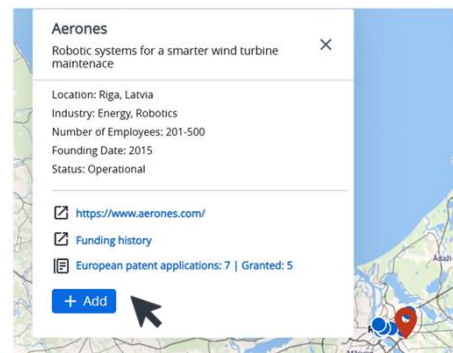 Aerones
Robotic systems for a smarter wind turbine
maintenace
Location: Riga, Latvia
Industry: Energy, Robotics
Number of Employees: 201-500
Founding Date: 2015
Status: Operational
https://www.aerones.com/
Funding history
European patent applications: 7 | Granted: 5
+ Add
Ādaži